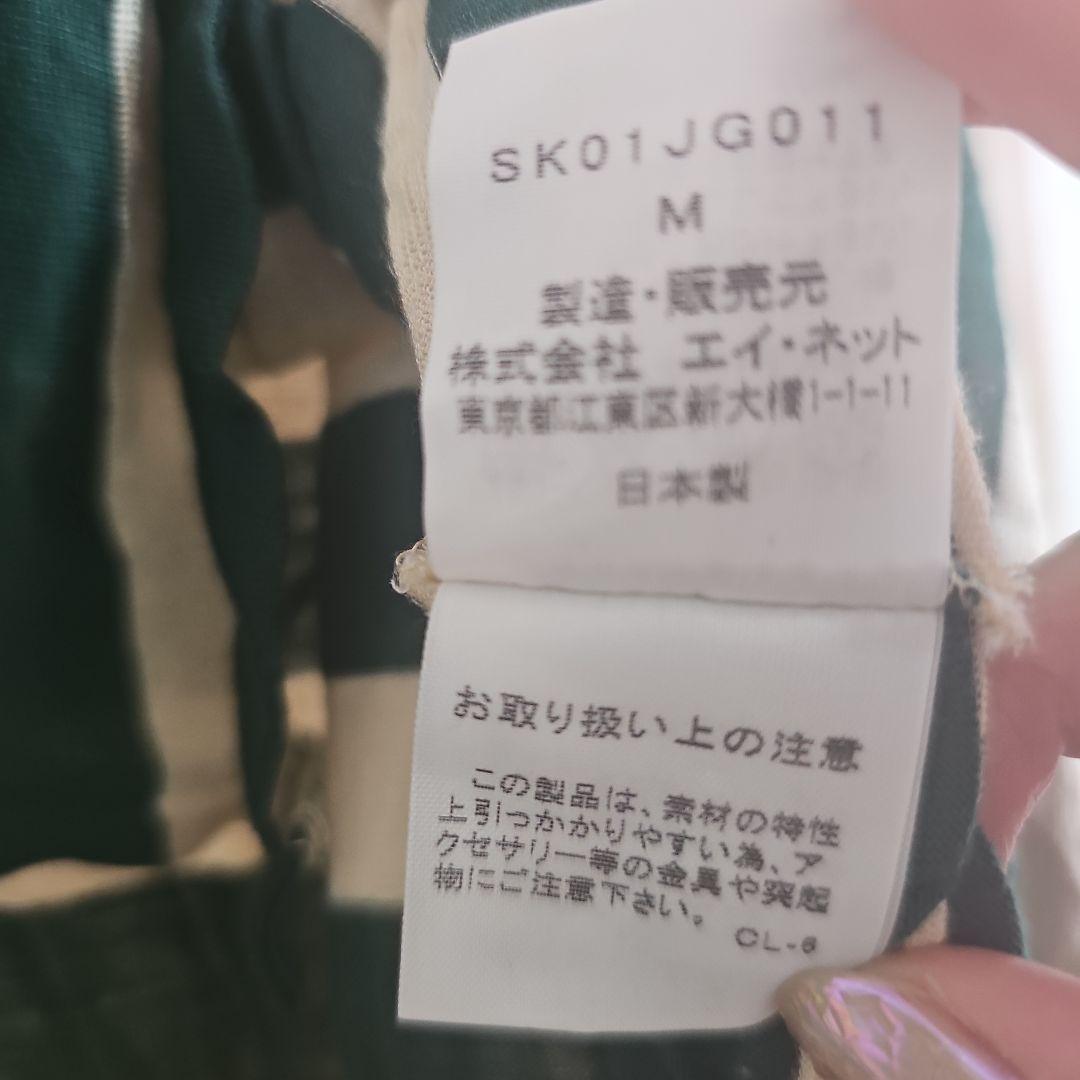 SK01JG011
M
製造・販売元
株式会社 エイ・ネット
東京都江東区新大橋1-1-11
日本製
お取り扱い上の注意
この製品は、素材の特性
上引っかかりやすい為、ア
クセサリー等の金具や突起
物にご注意下さい。
CL-6